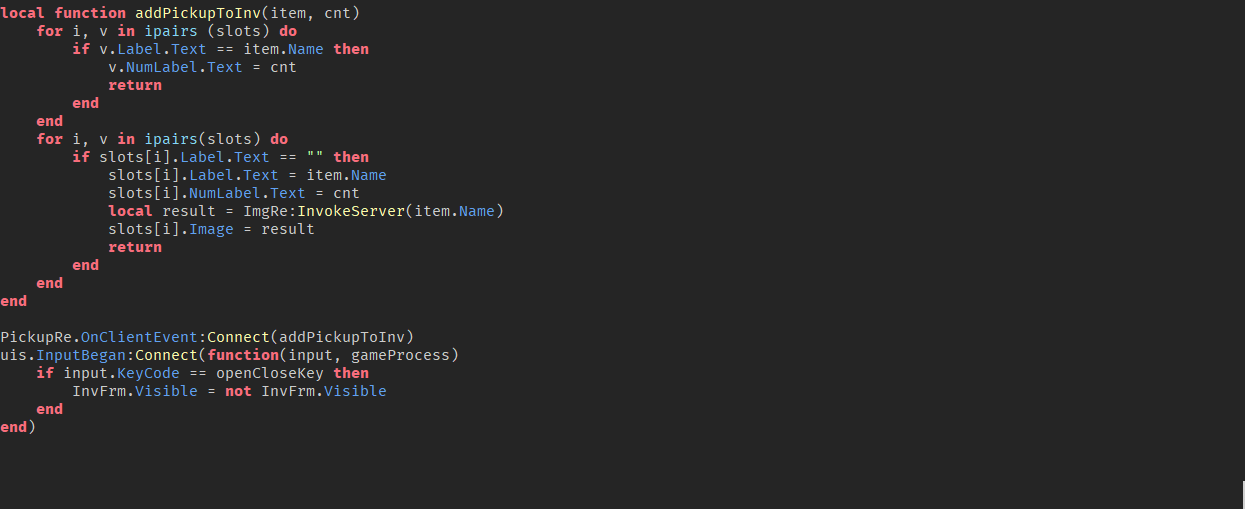 local function addPickupToInv(item, cnt)
    for i, v in ipairs (slots) do
        if v.Label.Text == item.Name then
            v.NumLabel.Text = cnt
            return
        end
    end
    for i, v in ipairs(slots) do
        if slots[i].Label.Text == "" then
            slots[i].Label.Text = item.Name
            slots[i].NumLabel.Text = cnt
            local result = ImgRe:InvokeServer(item.Name)
            slots[i].Image = result
            return
        end
    end
end

PickupRe.OnClientEvent:Connect(addPickupToInv)
uis.InputBegan:Connect(function(input, gameProcess)
    if input.KeyCode == openCloseKey then
        InvFrm.Visible = not InvFrm.Visible
    end
end)